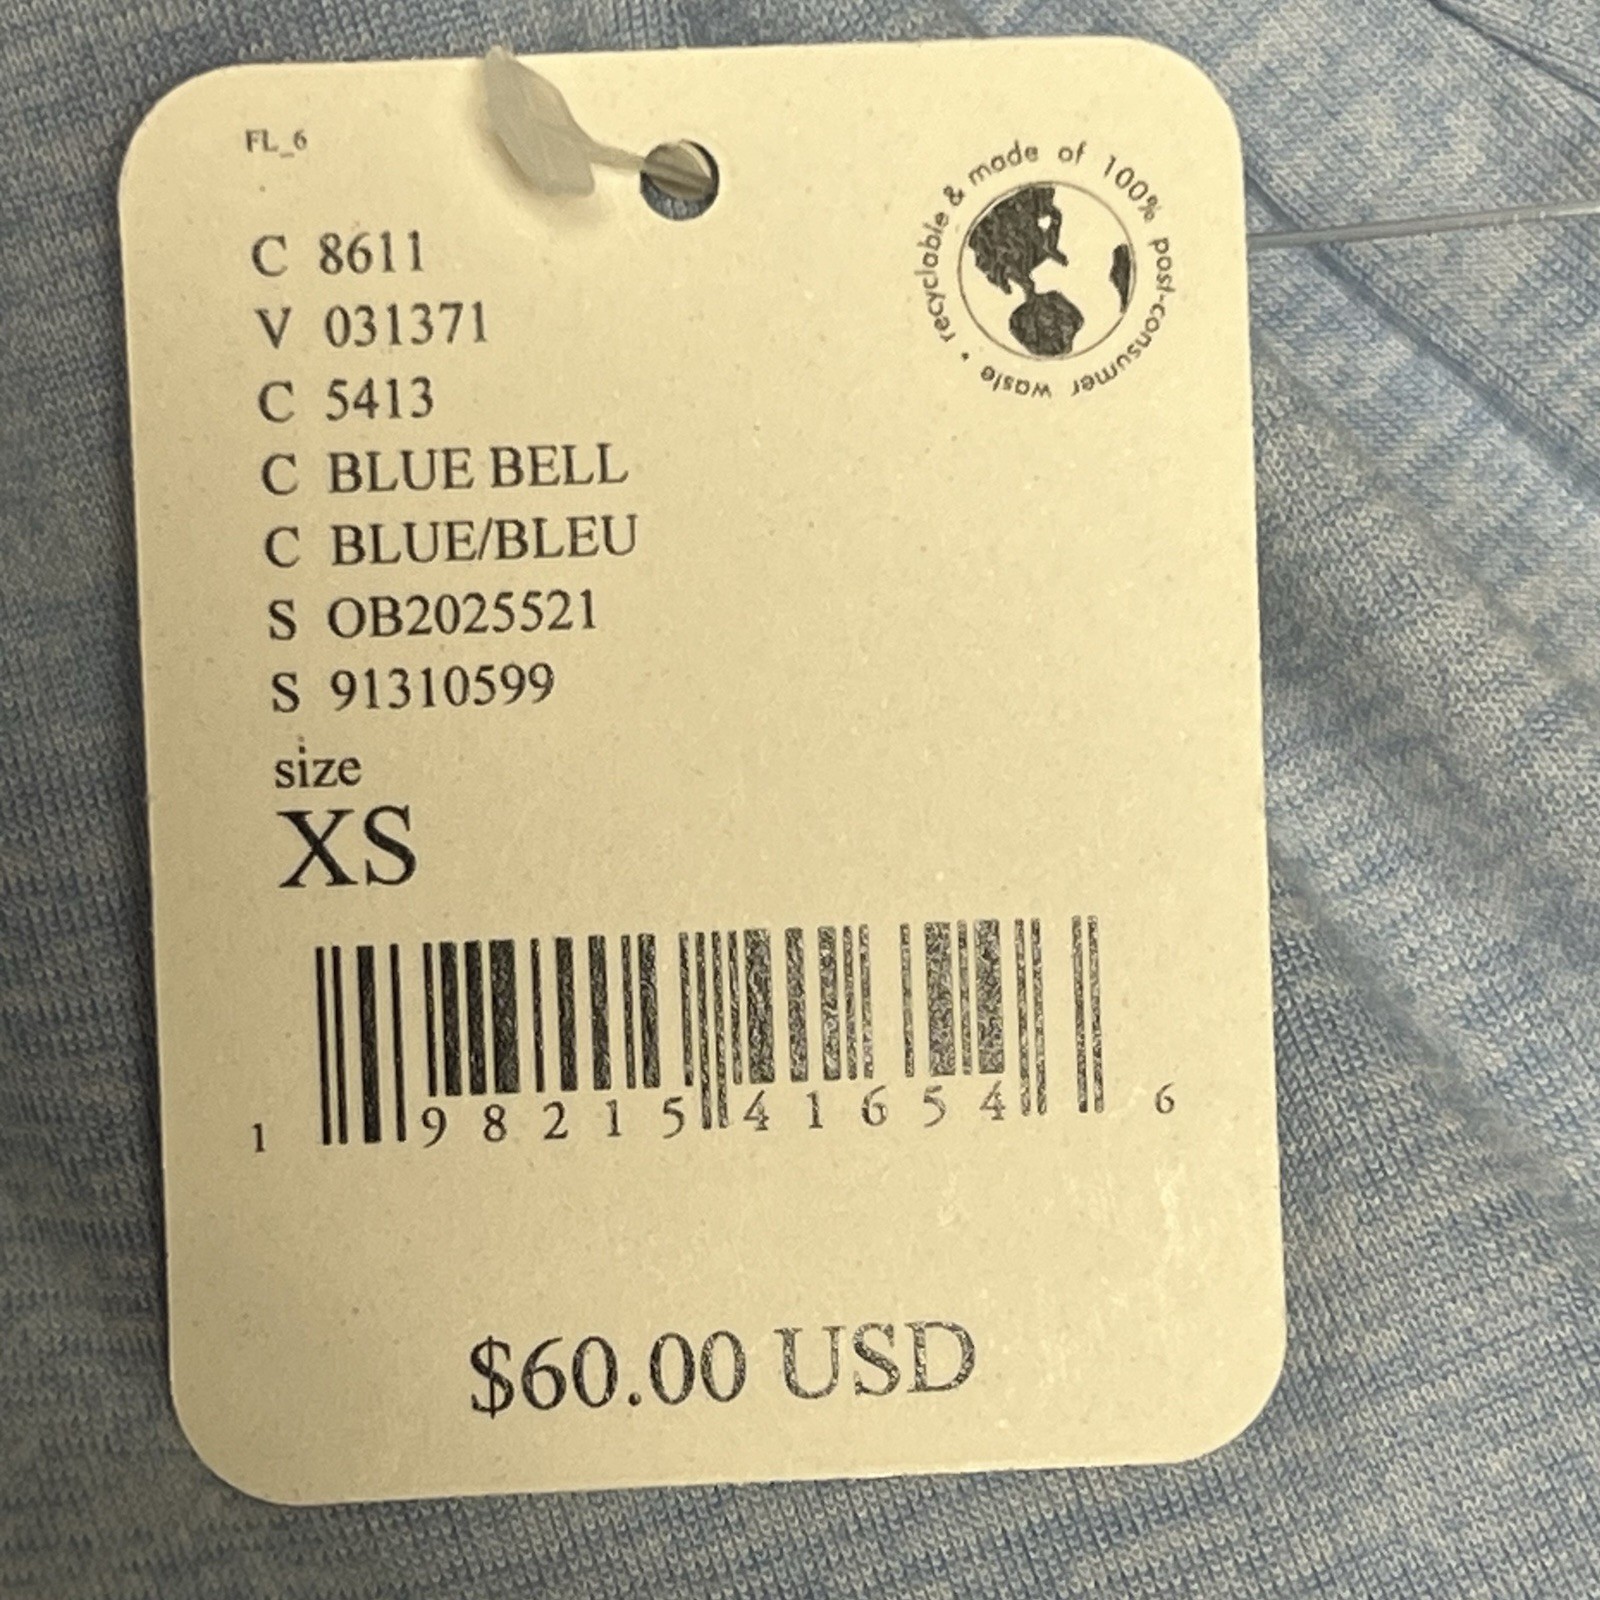 FL_6
recyclable & made of 100% post-consumer waste •
C 8611
V 031371
C 5413
C BLUE BELL
C BLUE/BLEU
S OB2025521
S 91310599
size
XS
1 98215 41654 6
$60.00 USD